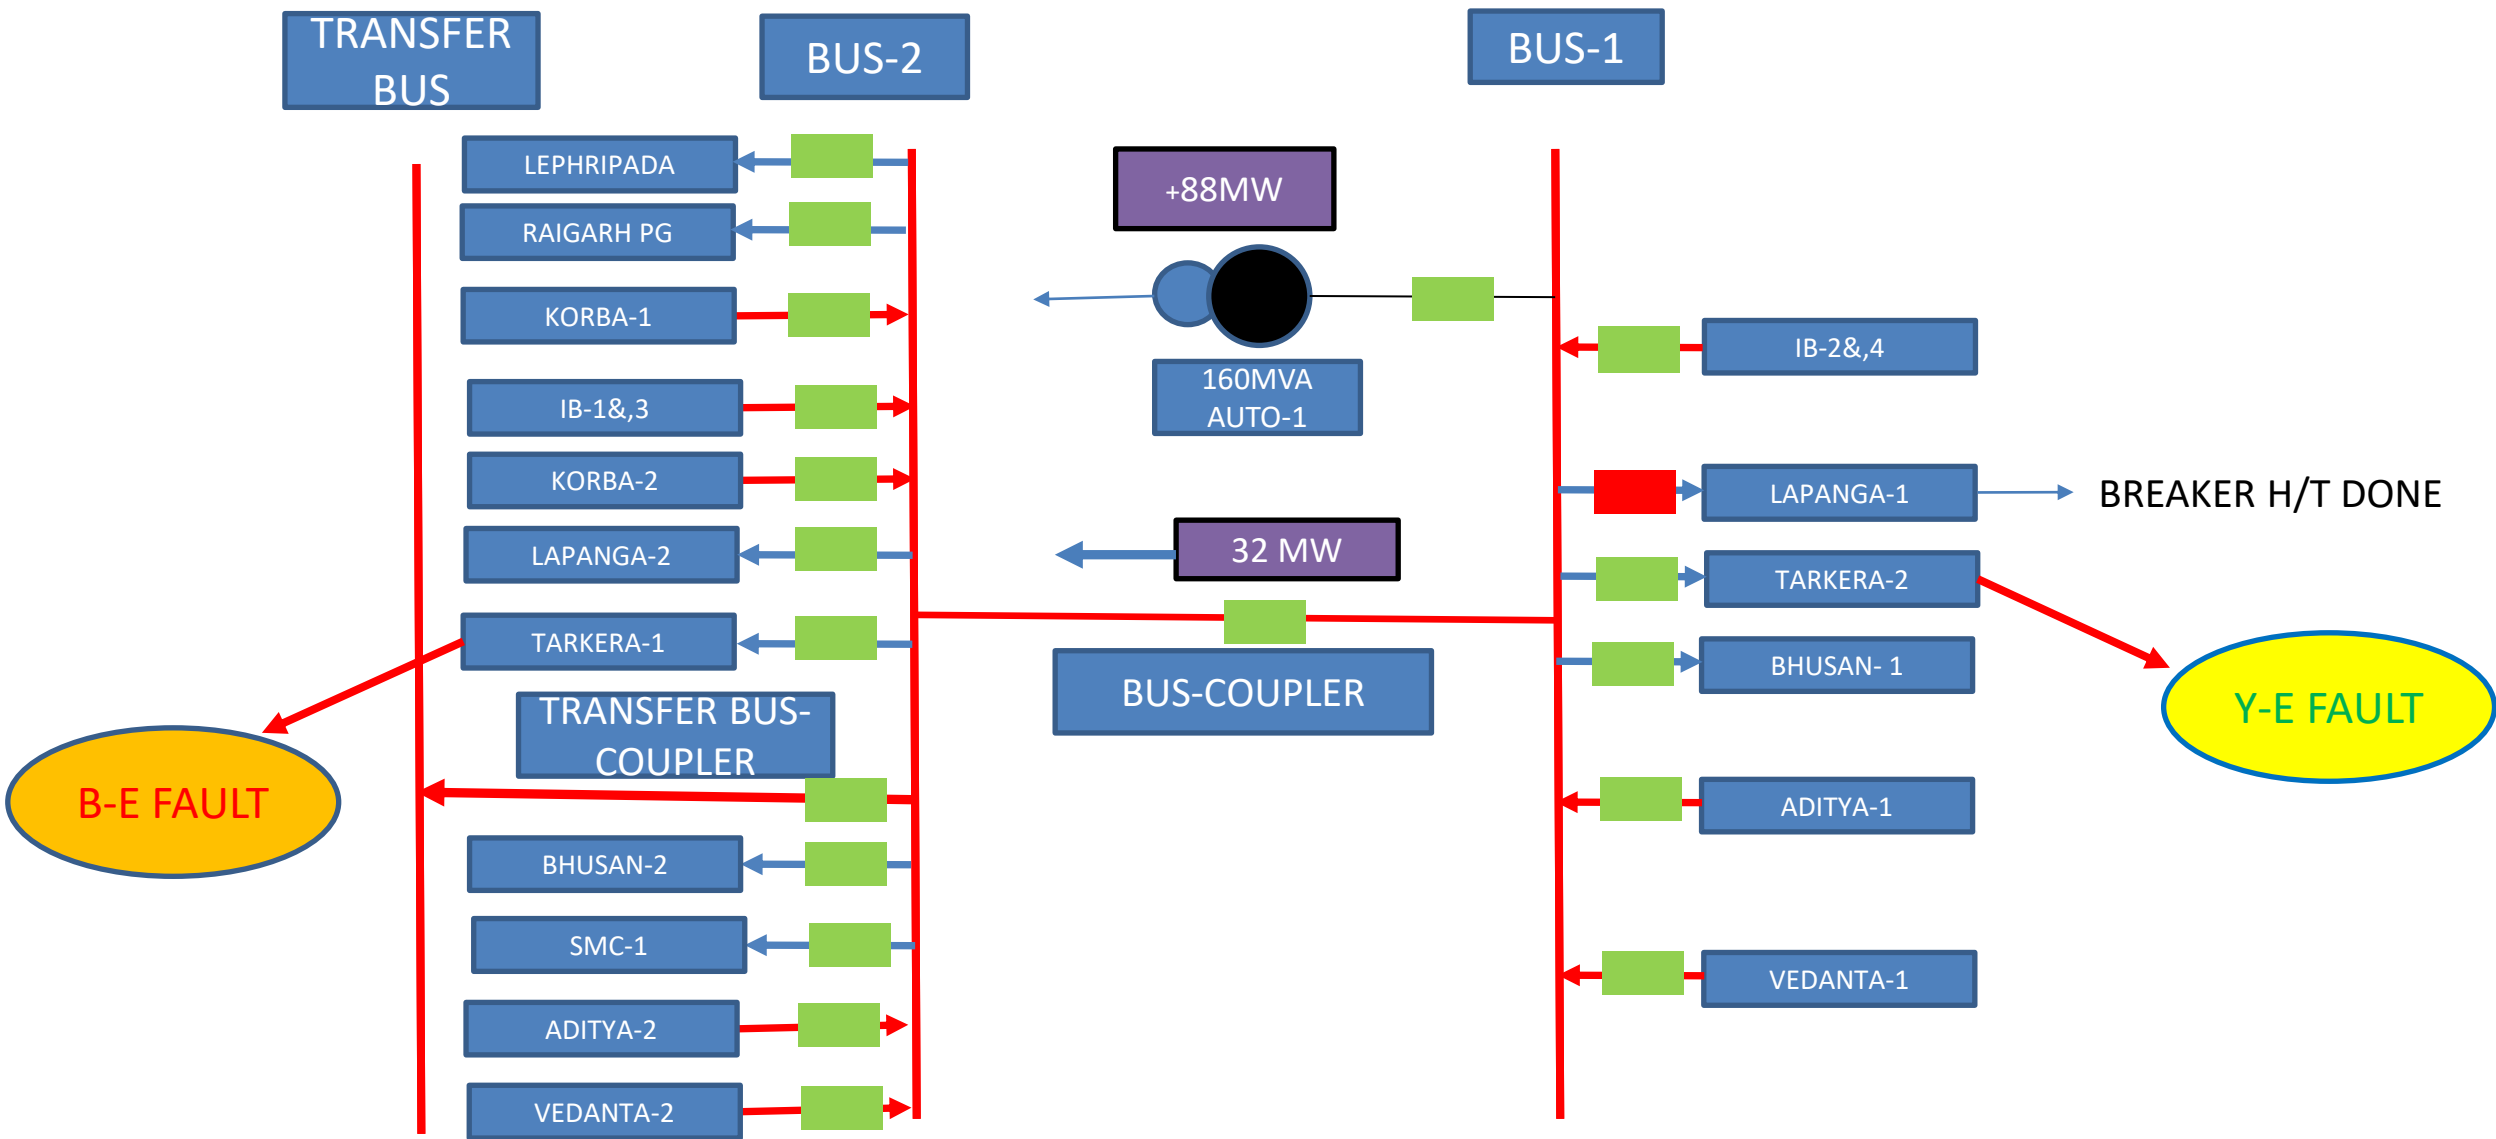 TRANSFER
BUS
BUS-2
BUS-1
LEPHRIPADA
RAIGARH PG
KORBA-1
IB-1&,3
KORBA-2
LAPANGA-2
TARKERA-1
TRANSFER BUS-
COUPLER
B-E FAULT
BHUSAN-2
SMC-1
ADITYA-2
VEDANTA-2
+88MW
160MVA
AUTO-1
32 MW
BUS-COUPLER
IB-2&,4
LAPANGA-1
BREAKER H/T DONE
TARKERA-2
BHUSAN- 1
Y-E FAULT
ADITYA-1
VEDANTA-1